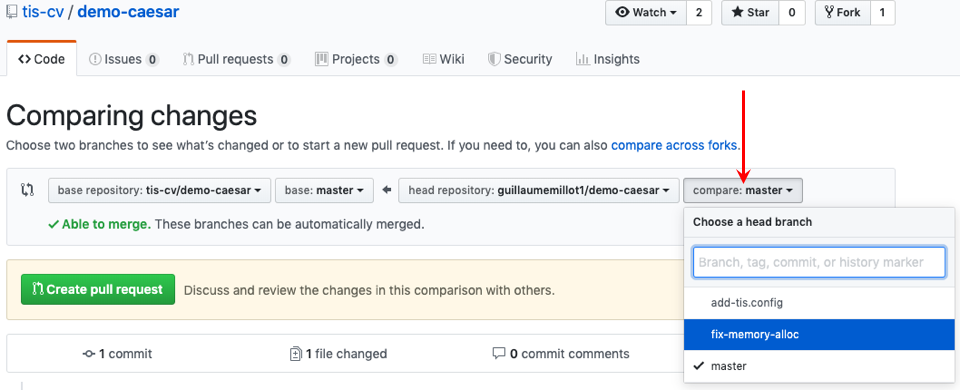 tis-cv / demo-caesar
Watch 2 Star 0 Fork 1
Code Issues 0 Pull requests 0 Projects 0 Wiki Security Insights
Comparing changes
Choose two branches to see what's changed or to start a new pull request. If you need to, you can also compare across forks.
base repository: tis-cv/demo-caesar base: master head repository: guillaumemillot1/demo-caesar compare: master
Able to merge. These branches can be automatically merged.
Choose a head branch
Branch, tag, commit, or history marker
add-tis.config
fix-memory-alloc
master
Create pull request Discuss and review the changes in this comparison with others.
1 commit 1 file changed 0 commit comments